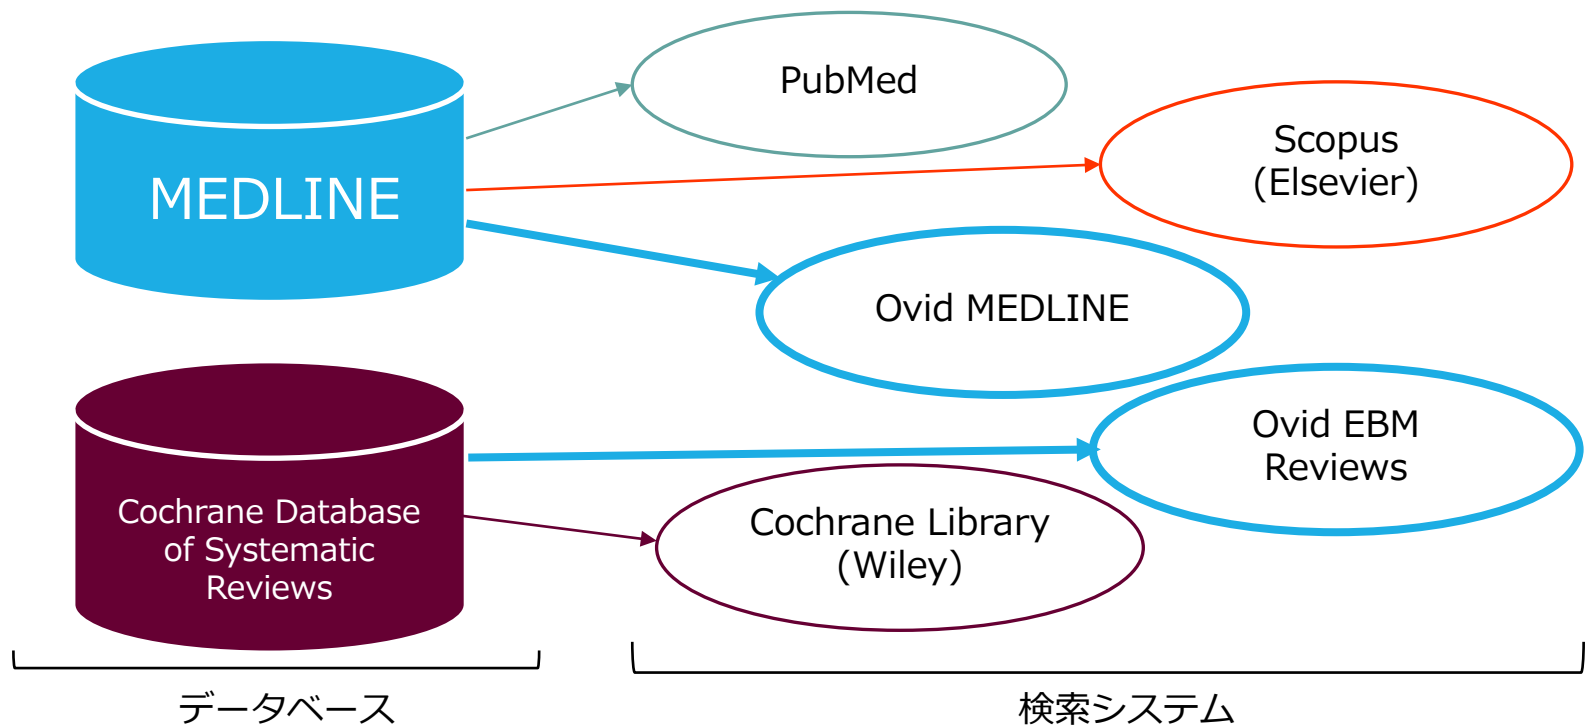 MEDLINE
PubMed
Scopus
(Elsevier)
Ovid MEDLINE
Cochrane Database
of Systematic
Reviews
Ovid EBM
Reviews
Cochrane Library
(Wiley)
データベース
検索システム